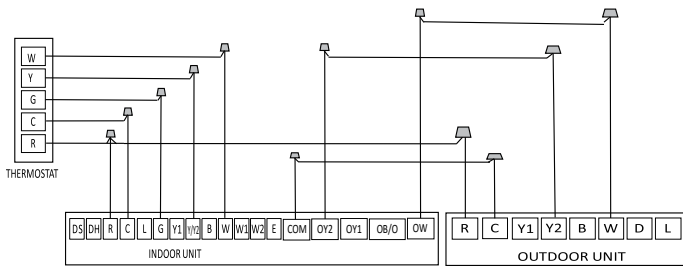 W
Y
G
C
R
THERMOSTAT
DS DH R C L G Y1 Y/Y2 B W W1 W2 E COM OY2 OY1 OB/O OW
INDOOR UNIT
R C Y1 Y2 B W D L
OUTDOOR UNIT